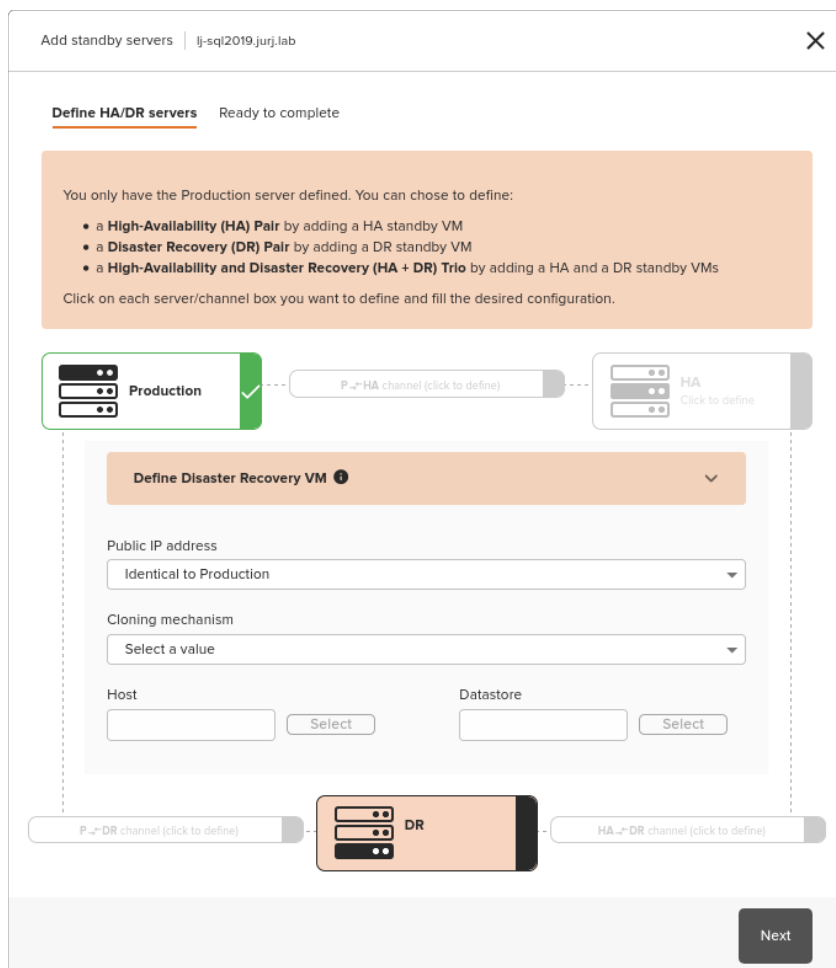 Add standby servers | lj-sql2019.jurj.lab
Define HA/DR servers Ready to complete
You only have the Production server defined. You can chose to define:
• a High-Availability (HA) Pair by adding a HA standby VM
• a Disaster Recovery (DR) Pair by adding a DR standby VM
• a High-Availability and Disaster Recovery (HA + DR) Trio by adding a HA and a DR standby VMs
Click on each server/channel box you want to define and fill the desired configuration.
Production
P→←HA channel (click to define)
HA
Click to define
Define Disaster Recovery VM
Public IP address
Identical to Production
Cloning mechanism
Select a value
Host Datastore
Select Select
P→←DR channel (click to define)
DR
HA→←DR channel (click to define)
Next